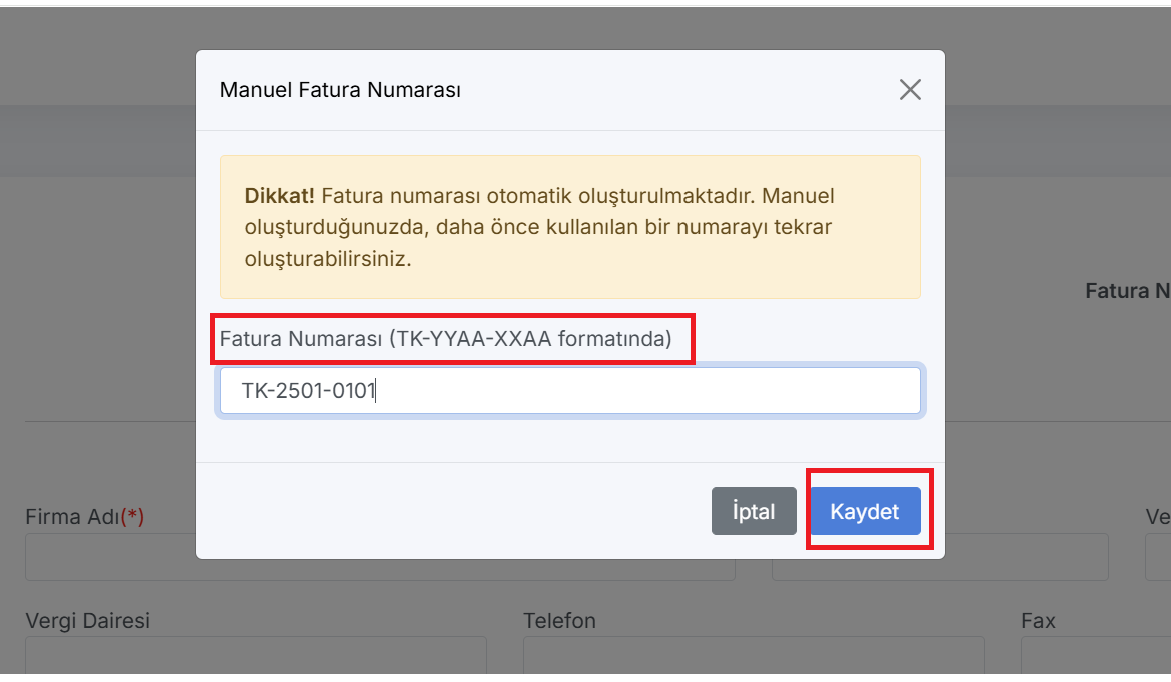 Manuel Fatura Numarası
Dikkat! Fatura numarası otomatik oluşturulmaktadır. Manuel
oluşturduğunuzda, daha önce kullanılan bir numarayı tekrar
oluşturabilirsiniz.
Fatura N
Fatura Numarası (TK-YYAA-XXAA formatında)
TK-2501-0101
İptal
Kaydet
Firma Adı(*)
Ve
Vergi Dairesi
Telefon
Fax